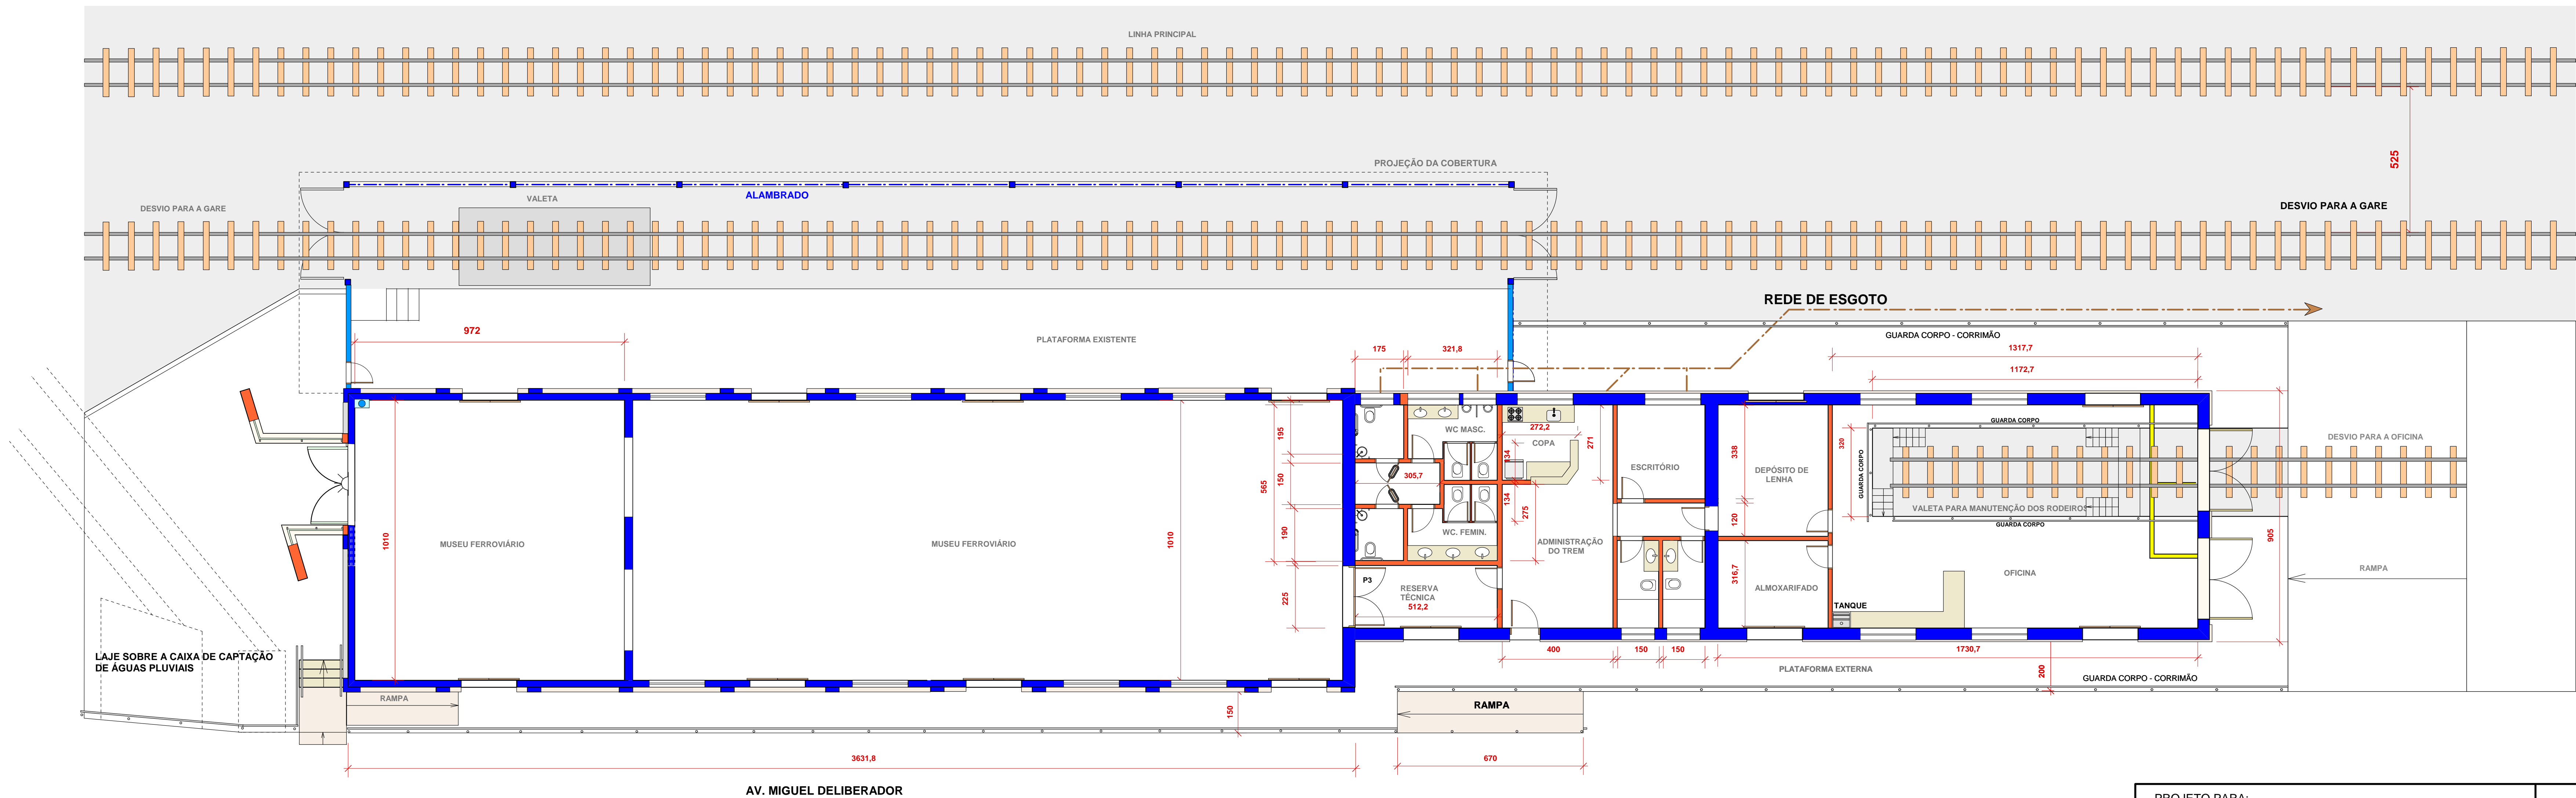 LINHA PRINCIPAL
525
PROJEÇÃO DA COBERTURA
ALAMBRADO
VALETA
DESVIO PARA A GARE
DESVIO PARA A GARE
REDE DE ESGOTO
GUARDA CORPO - CORRIMÃO
972
PLATAFORMA EXISTENTE
175
321,8
1317,7
1172,7
GUARDA CORPO
195
WC MASC.
272,2
COPA
271
134
338
320
GUARDA CORPO
DESVIO PARA A OFICINA
ESCRITÓRIO
DEPÓSITO DE
LENHA
565
150
305,7
134
275
VALETA PARA MANUTENÇÃO DOS RODEIROS
GUARDA CORPO
120
190
WC. FEMIN.
ADMINISTRAÇÃO
DO TREM
1010
MUSEU FERROVIÁRIO
MUSEU FERROVIÁRIO
1010
905
316,7
OFICINA
RAMPA
P3
RESERVA
TÉCNICA
512,2
ALMOXARIFADO
225
TANQUE
LAJE SOBRE A CAIXA DE CAPTAÇÃO
DE ÁGUAS PLUVIAIS
400
150
150
1730,7
PLATAFORMA EXTERNA
200
GUARDA CORPO - CORRIMÃO
RAMPA
150
RAMPA
3631,8
670
AV. MIGUEL DELIBERADOR
PROJETO PARA: